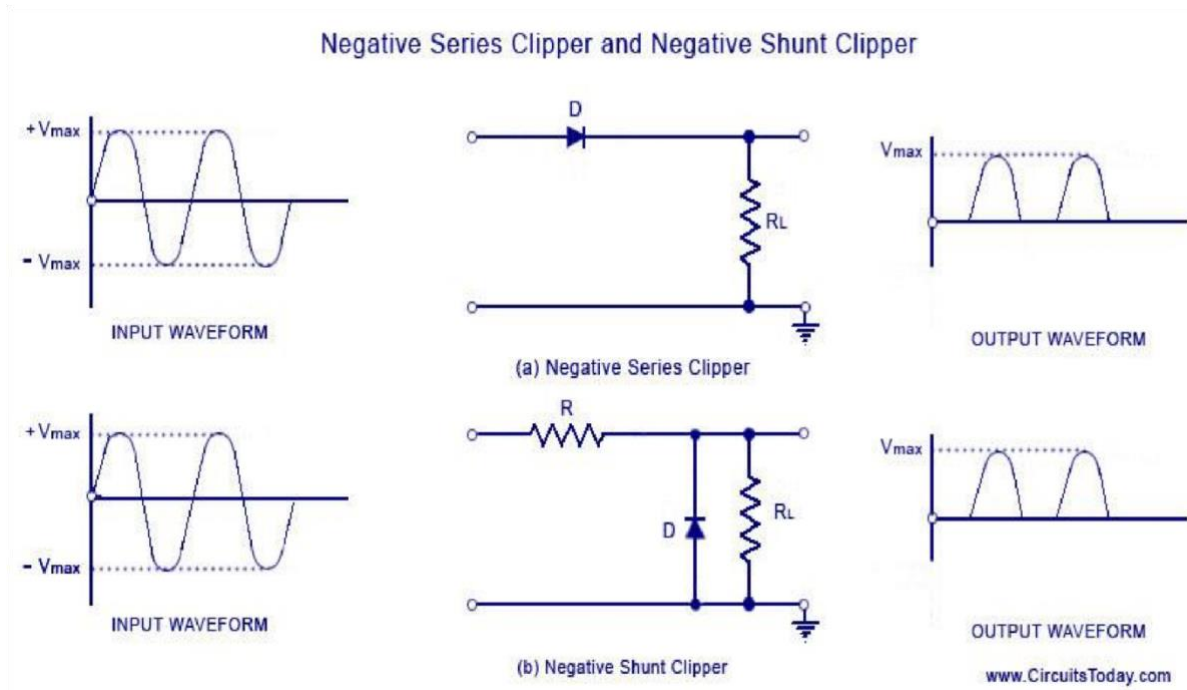 Negative Series Clipper and Negative Shunt Clipper
+Vmax
- Vmax
INPUT WAVEFORM
D
RL
(a) Negative Series Clipper
Vmax
OUTPUT WAVEFORM
+Vmax
- Vmax
INPUT WAVEFORM
R
D
RL
(b) Negative Shunt Clipper
Vmax
OUTPUT WAVEFORM
www.CircuitsToday.com